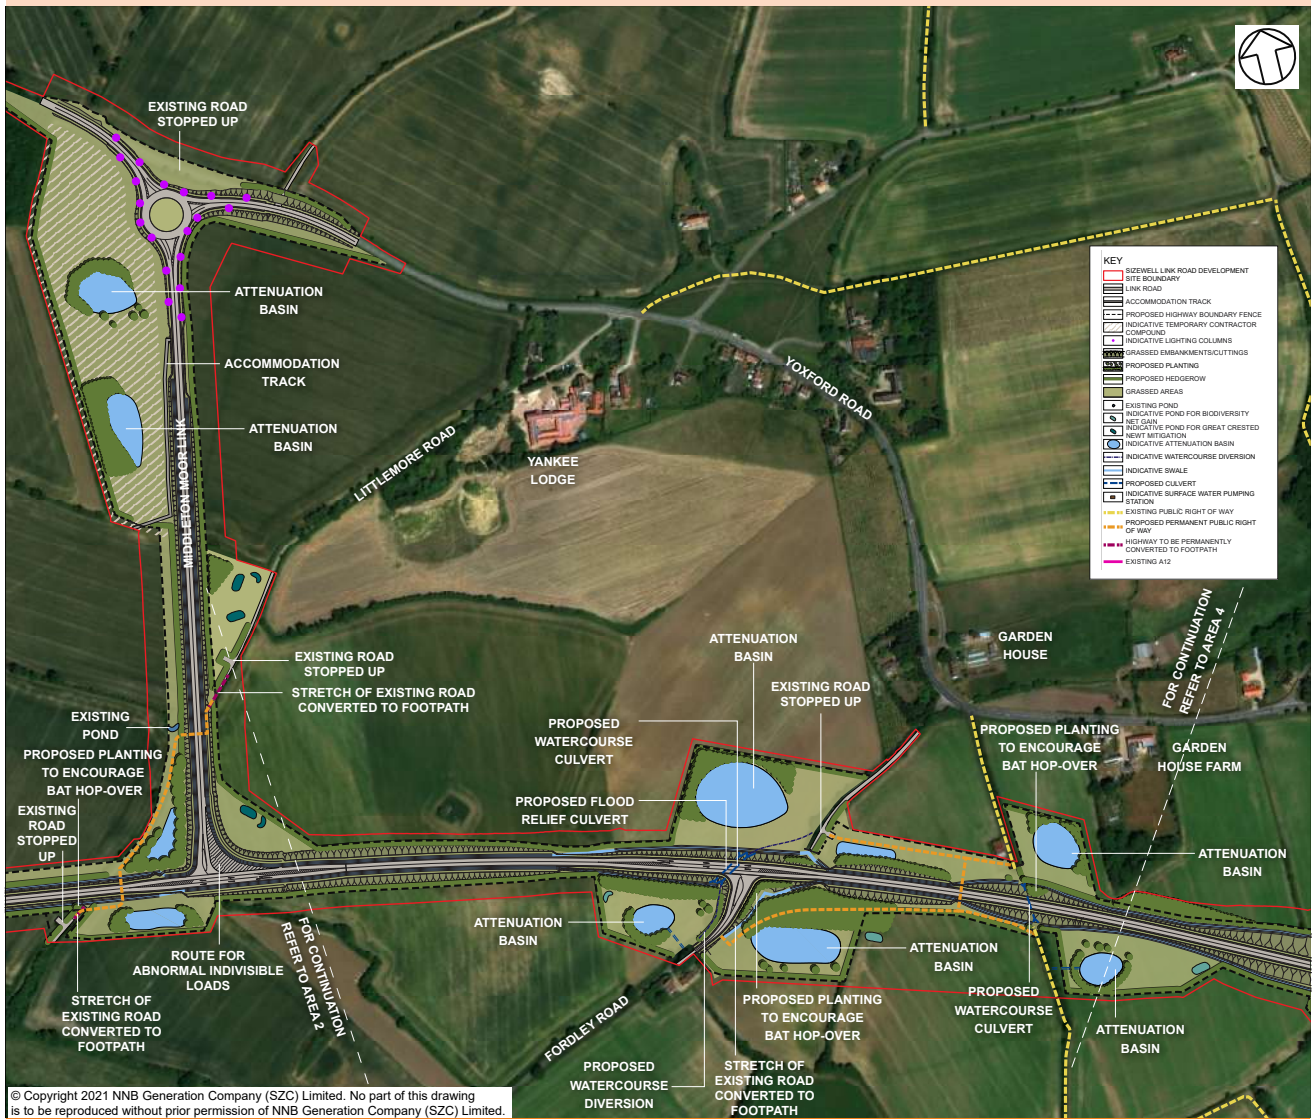 EXISTING ROAD
STOPPED UP
ATTENUATION
BASIN
ACCOMMODATION
TRACK
ATTENUATION
BASIN
MIDDLETON MOOR LINK
LITTLEMORE ROAD
YANKEE
LODGE
YOXFORD ROAD
KEY
SIZEWELL LINK ROAD DEVELOPMENT
SITE BOUNDARY
LINK ROAD
ACCOMMODATION TRACK
PROPOSED HIGHWAY BOUNDARY FENCE
INDICATIVE TEMPORARY CONTRACTOR
COMPOUND
INDICATIVE LIGHTING COLUMNS
GRASSED EMBANKMENTS/CUTTINGS
PROPOSED PLANTING
PROPOSED HEDGEROW
GRASSED AREAS
EXISTING POND
INDICATIVE POND FOR BIODIVERSITY
NET GAIN
INDICATIVE POND FOR GREAT CRESTED
NEWT MITIGATION
INDICATIVE ATTENUATION BASIN
INDICATIVE WATERCOURSE DIVERSION
INDICATIVE SWALE
PROPOSED CULVERT
INDICATIVE SURFACE WATER PUMPING
STATION
EXISTING PUBLIC RIGHT OF WAY
PROPOSED PERMANENT PUBLIC RIGHT
OF WAY
HIGHWAY TO BE PERMANENTLY
CONVERTED TO FOOTPATH
EXISTING A12
FOR CONTINUATION
REFER TO AREA 4
GARDEN
HOUSE
ATTENUATION
BASIN
EXISTING ROAD
STOPPED UP
EXISTING ROAD
STOPPED UP
STRETCH OF EXISTING ROAD
CONVERTED TO FOOTPATH
EXISTING
POND
PROPOSED
WATERCOURSE
CULVERT
PROPOSED PLANTING
TO ENCOURAGE
BAT HOP-OVER
GARDEN
HOUSE FARM
PROPOSED PLANTING
TO ENCOURAGE
BAT HOP-OVER
PROPOSED FLOOD
RELIEF CULVERT
EXISTING
ROAD
STOPPED
UP
ATTENUATION
BASIN
ATTENUATION
BASIN
FOR CONTINUATION
REFER TO AREA 2
ROUTE FOR
ABNORMAL INDIVISIBLE
LOADS
ATTENUATION
BASIN
STRETCH OF
EXISTING ROAD
CONVERTED TO
FOOTPATH
FORDLEY ROAD
PROPOSED PLANTING
TO ENCOURAGE
BAT HOP-OVER
PROPOSED
WATERCOURSE
CULVERT
ATTENUATION
BASIN
PROPOSED
WATERCOURSE
DIVERSION
STRETCH OF
EXISTING ROAD
CONVERTED TO
FOOTPATH
© Copyright 2021 NNB Generation Company (SZC) Limited. No part of this drawing
is to be reproduced without prior permission of NNB Generation Company (SZC) Limited.